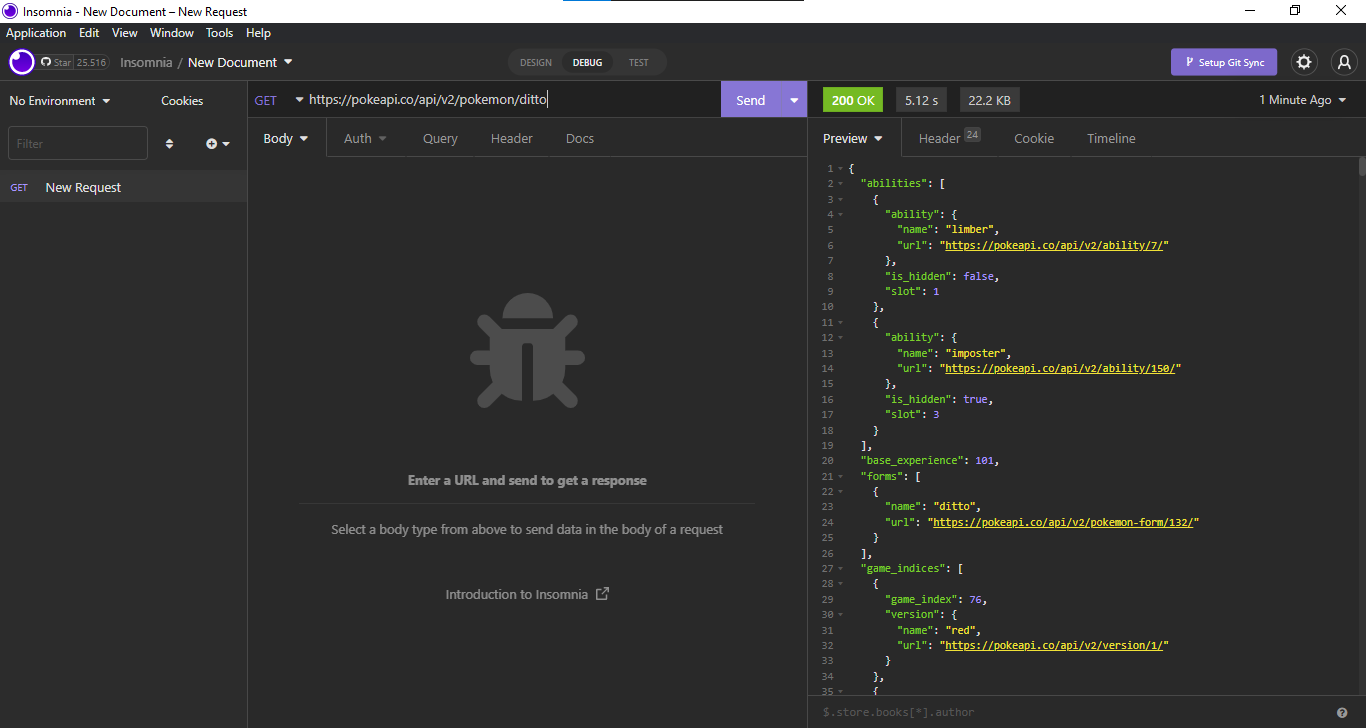 Insomnia - New Document – New Request
Application Edit View Window Tools Help
Star 25.516 Insomnia / New Document DESIGN DEBUG TEST Setup Git Sync
No Environment Cookies
Filter
GET New Request
GET https://pokeapi.co/api/v2/pokemon/ditto Send
Body Auth Query Header Docs
Enter a URL and send to get a response
Select a body type from above to send data in the body of a request
Introduction to Insomnia
200 OK 5.12 s 22.2 KB 1 Minute Ago
Preview Header 24 Cookie Timeline
1 {
2 "abilities": [
3 {
4 "ability": {
5 "name": "limber",
6 "url": "https://pokeapi.co/api/v2/ability/7/"
7 },
8 "is_hidden": false,
9 "slot": 1
10 },
11 {
12 "ability": {
13 "name": "imposter",
14 "url": "https://pokeapi.co/api/v2/ability/150/"
15 },
16 "is_hidden": true,
17 "slot": 3
18 }
19 ],
20 "base_experience": 101,
21 "forms": [
22 {
23 "name": "ditto",
24 "url": "https://pokeapi.co/api/v2/pokemon-form/132/"
25 }
26 ],
27 "game_indices": [
28 {
29 "game_index": 76,
30 "version": {
31 "name": "red",
32 "url": "https://pokeapi.co/api/v2/version/1/"
33 }
34 },
35 {
$.store.books[*].author